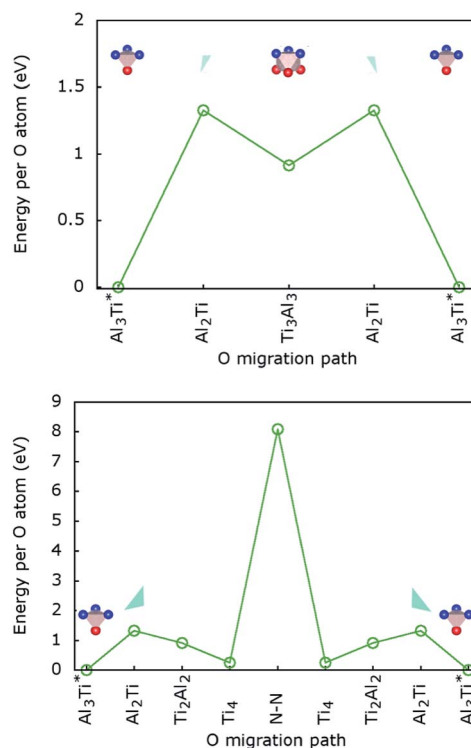 2
1.5
1
0.5
0
Energy per O atom (eV)
Al₃Ti*
Al₂Ti
Ti₃Al₃
Al₂Ti
Al₃Ti*
O migration path
9
8
7
6
5
4
3
2
1
0
Energy per O atom (eV)
Al₃Ti*
Al₂Ti
Ti₂Al₂
Ti₄
N-N
Ti₄
Ti₂Al₂
Al₂Ti
Al₃Ti*
O migration path